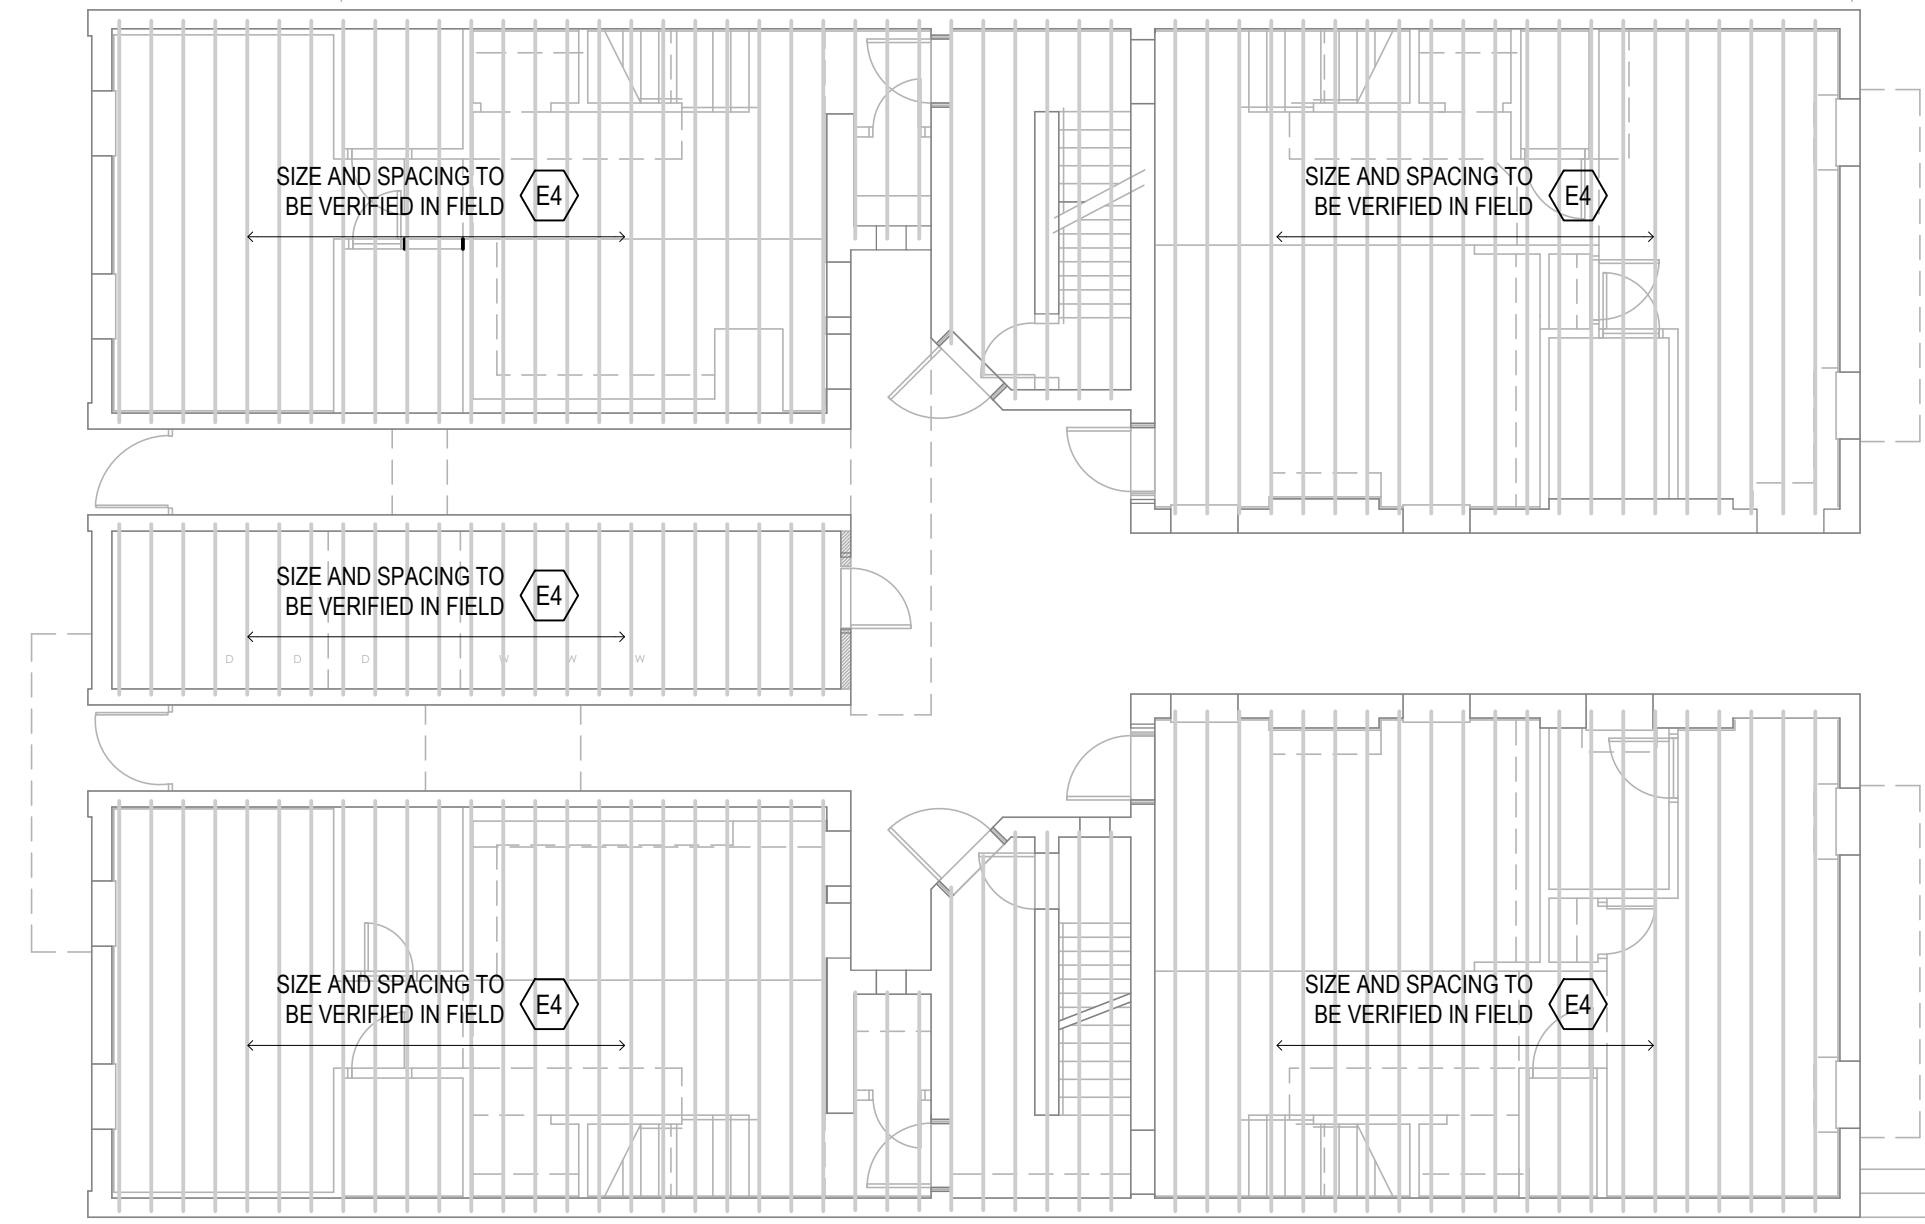 SIZE AND SPACING TO
BE VERIFIED IN FIELD
E4
SIZE AND SPACING TO
BE VERIFIED IN FIELD
E4
SIZE AND SPACING TO
BE VERIFIED IN FIELD
E4
D D D W W W
SIZE AND SPACING TO
BE VERIFIED IN FIELD
E4
SIZE AND SPACING TO
BE VERIFIED IN FIELD
E4